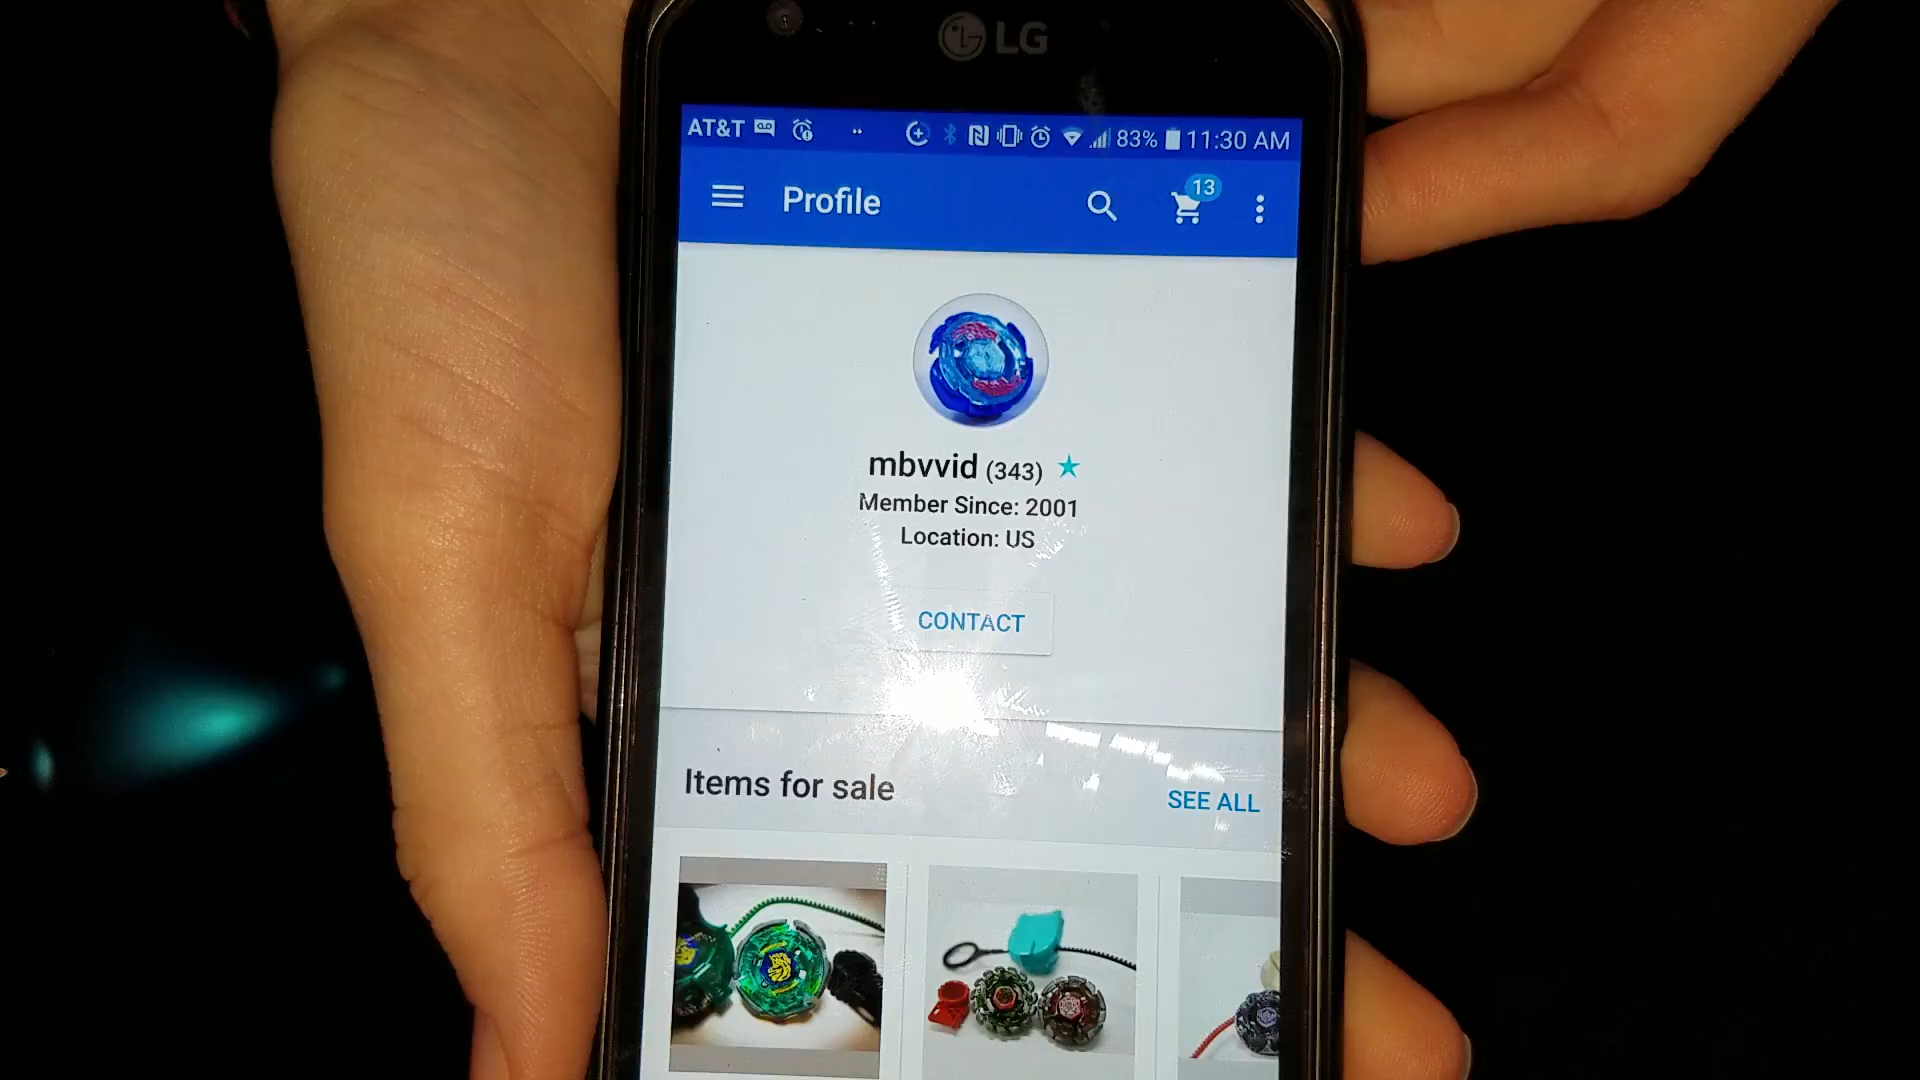 LG
AT&T 83% 11:30 AM
Profile 13
mbvvid (343)
Member Since: 2001
Location: US
CONTACT
Items for sale
SEE ALL